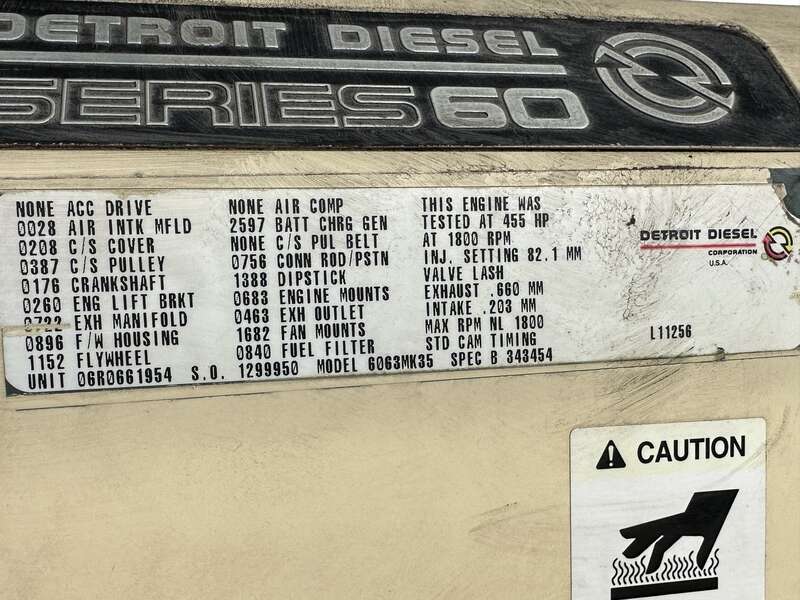 DETROIT DIESEL
SERIES 60
NONE ACC DRIVE
0028 AIR INTK MFLD
0208 C/S COVER
0387 C/S PULLEY
0176 CRANKSHAFT
0260 ENG LIFT BRKT
0722 EXH MANIFOLD
0896 F/W HOUSING
1152 FLYWHEEL
NONE AIR COMP
2597 BATT CHRG GEN
NONE C/S PUL BELT
0756 CONN ROD/PSTN
1388 DIPSTICK
0683 ENGINE MOUNTS
0463 EXH OUTLET
1682 FAN MOUNTS
0840 FUEL FILTER
THIS ENGINE WAS
TESTED AT 455 HP
AT 1800 RPM
INJ. SETTING 82.1 MM
VALVE LASH
EXHAUST .660 MM
INTAKE .203 MM
MAX RPM NL 1800
STD CAM TIMING
UNIT 06R0661954 S.O. 1299950 MODEL 6063MK35 SPEC B 343454
DETROIT DIESEL
CORPORATION
U.S.A.
L11256
CAUTION